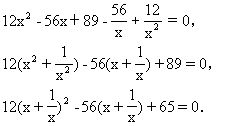 12x² - 56x + 89 - 56/x + 12/x² = 0,
12(x² + 1/x²) - 56(x + 1/x) + 89 = 0,
12(x + 1/x)² - 56(x + 1/x) + 65 = 0.